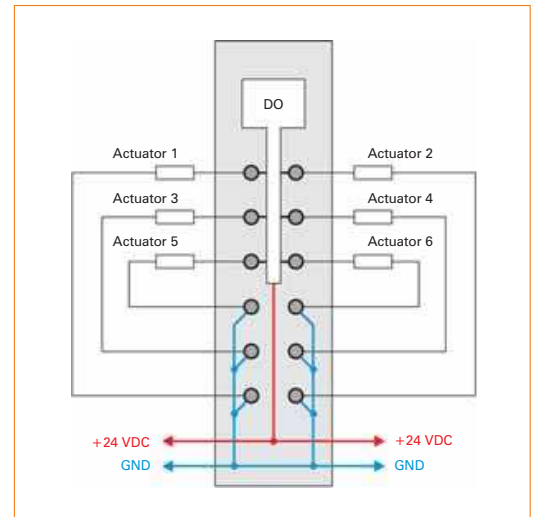 DO
Actuator 1
Actuator 2
Actuator 3
Actuator 4
Actuator 5
Actuator 6
+24 VDC
+24 VDC
GND
GND